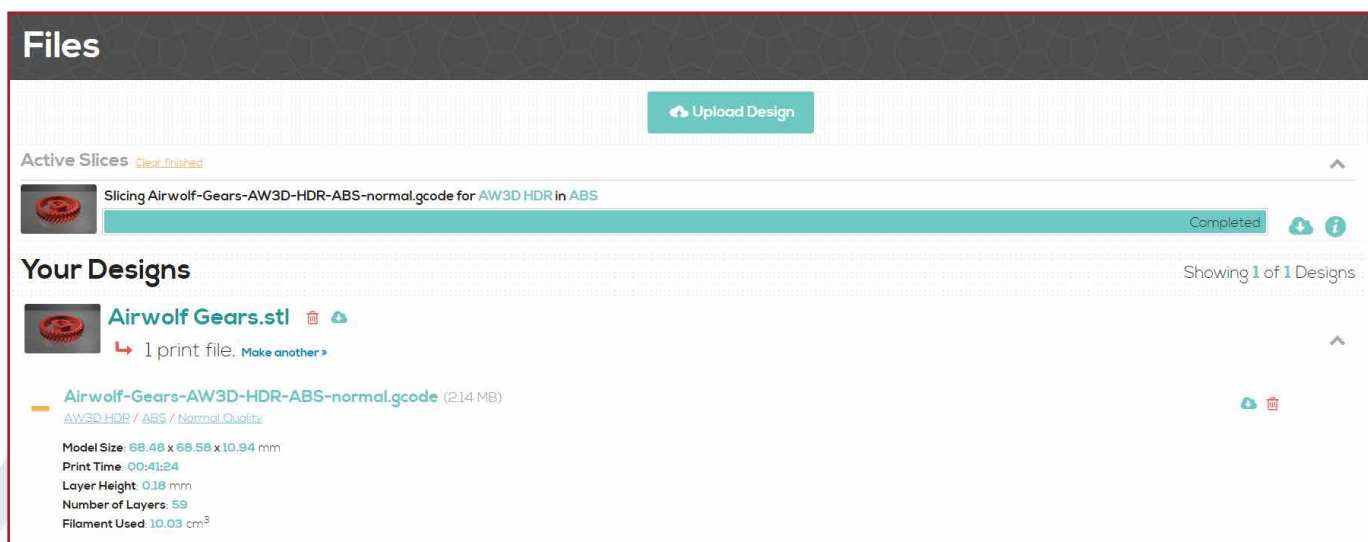 Files
Upload Design
Active Slices Clear finished
Slicing Airwolf-Gears-AW3D-HDR-ABS-normal.gcode for AW3D HDR in ABS
Completed
Your Designs
Showing 1 of 1 Designs
Airwolf Gears.stl
1 print file. Make another »
Airwolf-Gears-AW3D-HDR-ABS-normal.gcode (2.14 MB)
AW3D HDR / ABS / Normal Quality
Model Size: 68.48 x 68.58 x 10.94 mm
Print Time: 00:41:24
Layer Height: 0.18 mm
Number of Layers: 59
Filament Used: 10.03 cm³